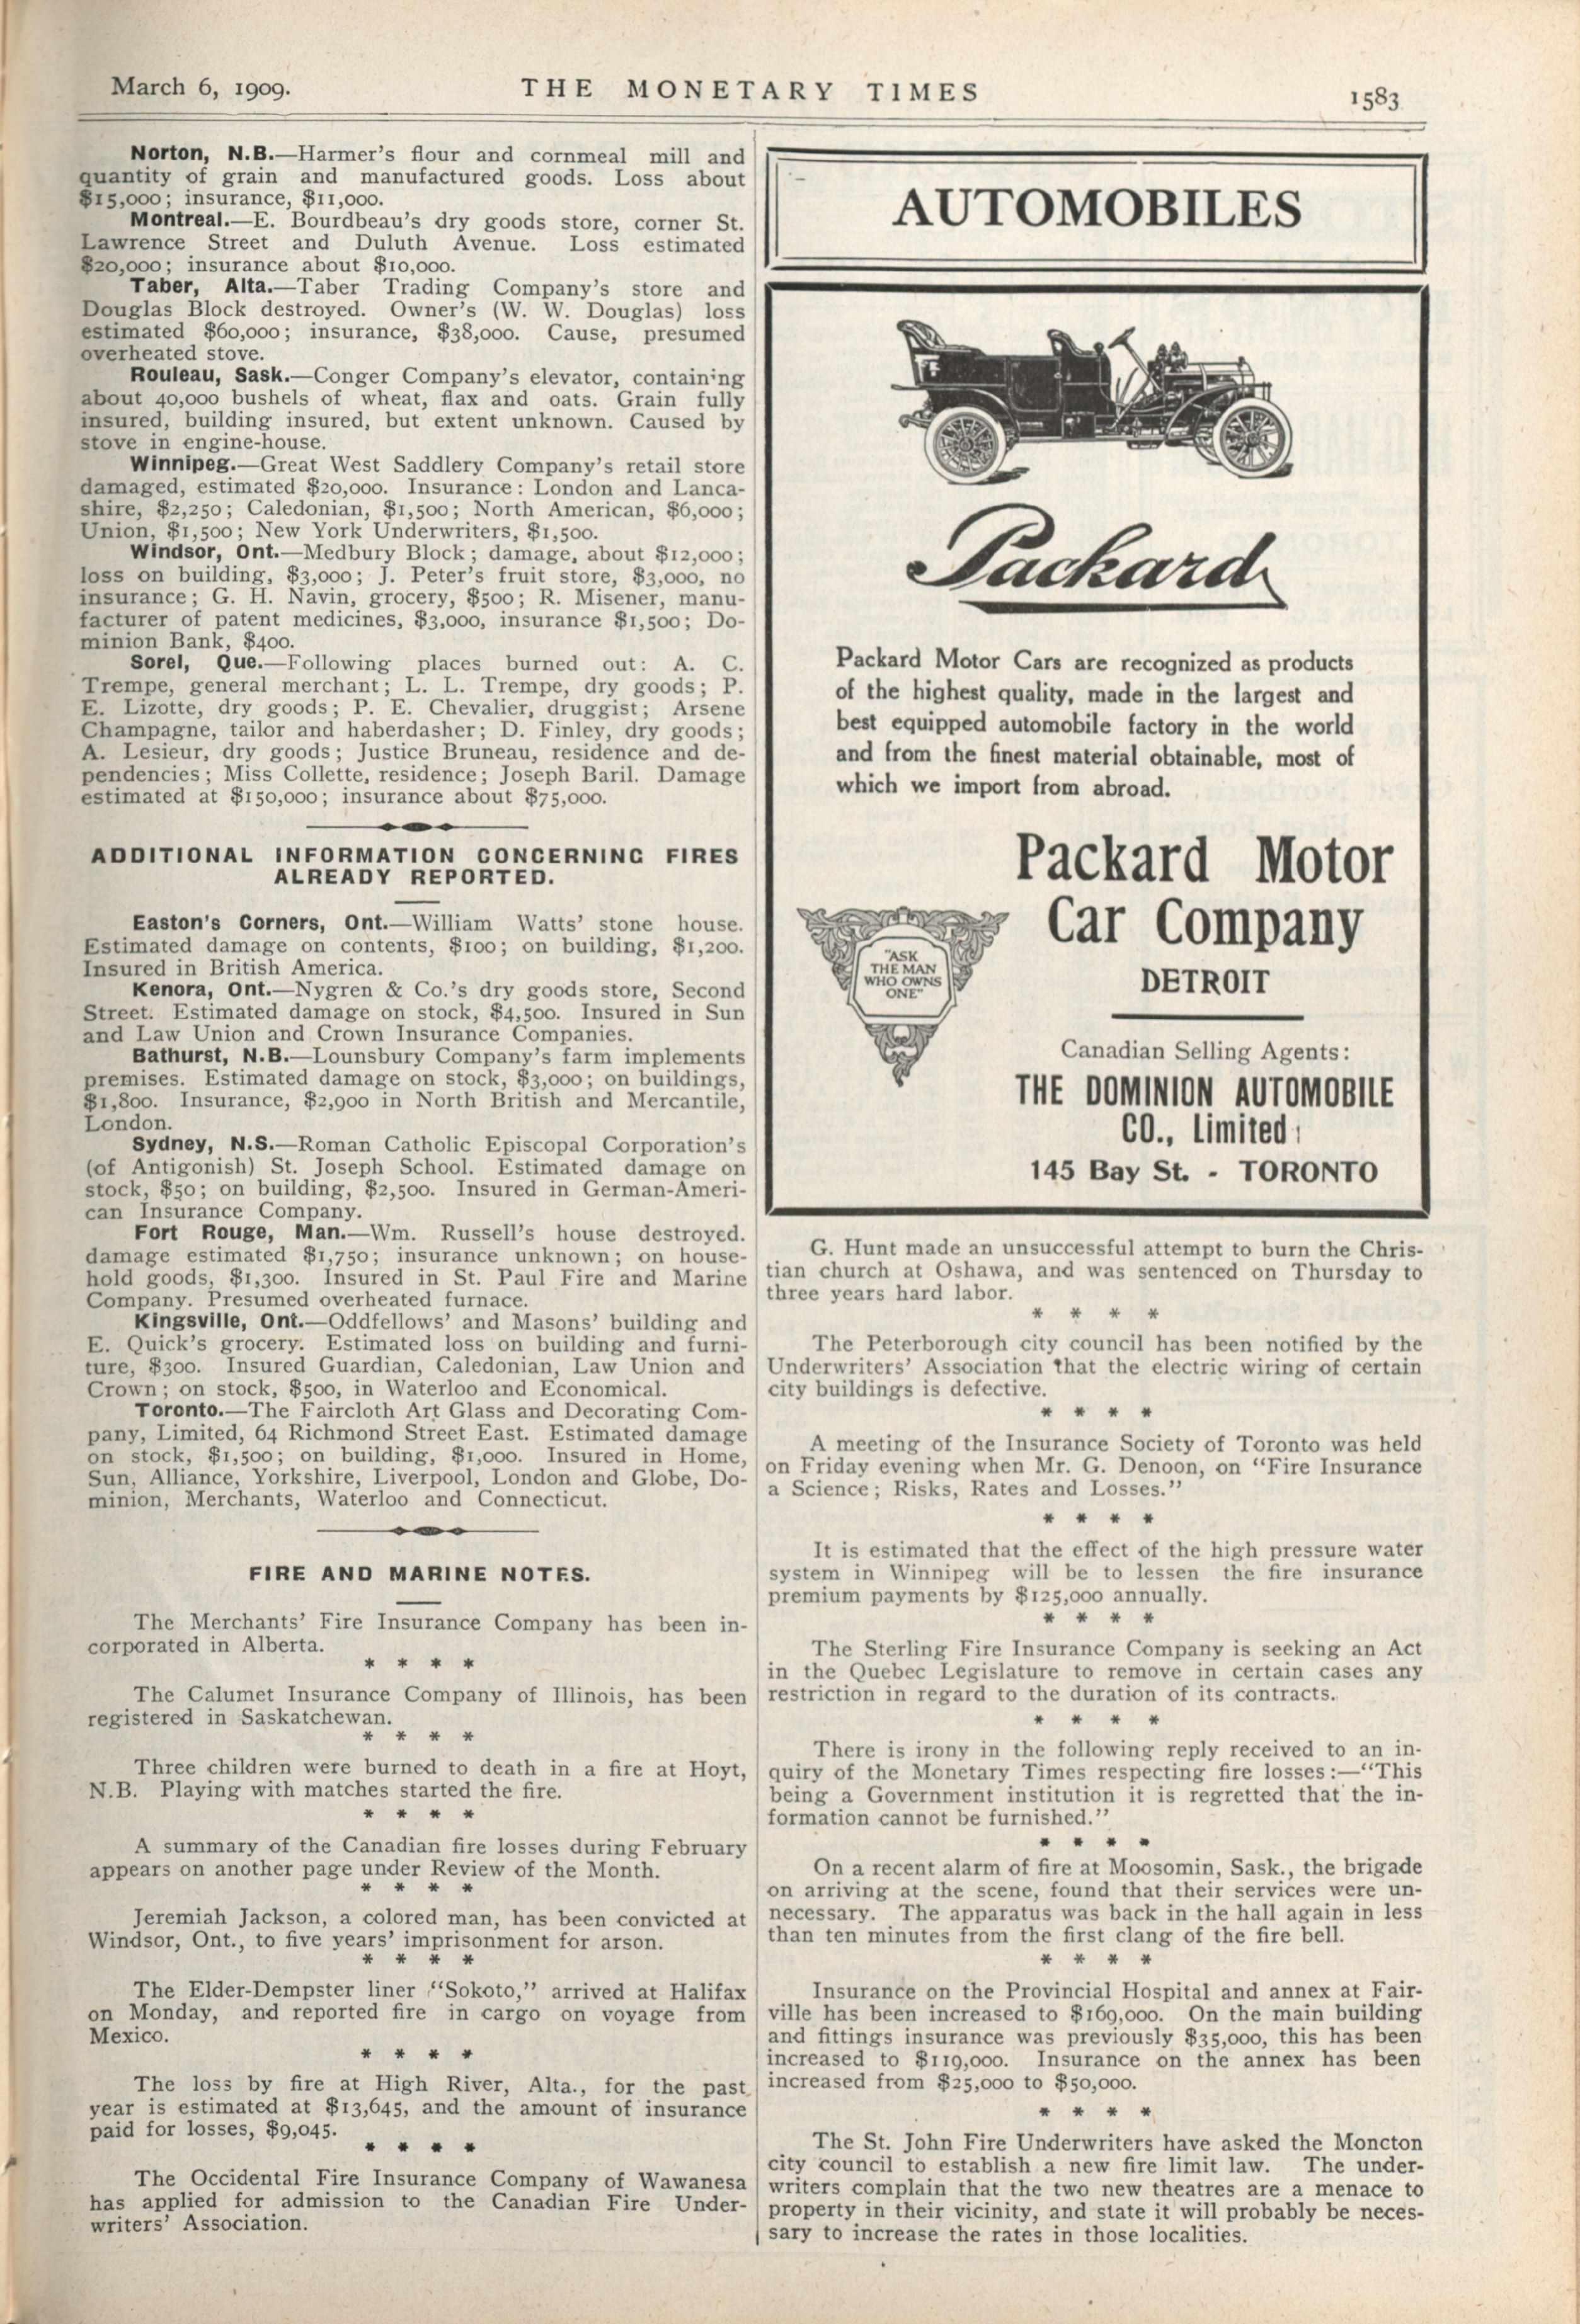 March 6, 1909.
THE MONETARY TIMES
1583
Norton, N.B.—Harmer's flour and cornmeal mill and
quantity of grain and manufactured goods. Loss about
$15,000; insurance, $11,000.
Montreal.—E. Bourdbeau's dry goods store, corner St.
Lawrence Street and Duluth Avenue. Loss estimated
$20,000; insurance about $10,000.
Taber, Alta.—Taber Trading Company's store and
Douglas Block destroyed. Owner's (W. W. Douglas) loss
estimated $60,000; insurance, $38,000. Cause, presumed
overheated stove.
Rouleau, Sask.—Conger Company's elevator, containing
about 40,000 bushels of wheat, flax and oats. Grain fully
insured, building insured, but extent unknown. Caused by
stove in engine-house.
Winnipeg.—Great West Saddlery Company's retail store
damaged, estimated $20,000. Insurance: London and Lanca-
shire, $2,250; Caledonian, $1,500; North American, $6,000;
Union, $1,500; New York Underwriters, $1,500.
Windsor, Ont.—Medbury Block; damage, about $12,000;
loss on building, $3,000; J. Peter's fruit store, $3,000, no
insurance; G. H. Navin, grocery, $500; R. Misener, manu-
facturer of patent medicines, $3,000, insurance $1,500; Do-
minion Bank, $400.
Sorel, Que.—Following places burned out: A. C.
Trempe, general merchant; L. L. Trempe, dry goods; P.
E. Lizotte, dry goods; P. E. Chevalier, druggist; Arsene
Champagne, tailor and haberdasher; D. Finley, dry goods;
A. Lesieur, dry goods; Justice Bruneau, residence and de-
pendencies; Miss Collette, residence; Joseph Baril. Damage
estimated at $150,000; insurance about $75,000.
ADDITIONAL INFORMATION CONCERNING FIRES
ALREADY REPORTED.
Easton's Corners, Ont.—William Watts' stone house.
Estimated damage on contents, $100; on building, $1,200.
Insured in British America.
Kenora, Ont.—Nygren & Co.'s dry goods store, Second
Street. Estimated damage on stock, $4,500. Insured in Sun
and Law Union and Crown Insurance Companies.
Bathurst, N.B.—Lounsbury Company's farm implements
premises. Estimated damage on stock, $3,000; on buildings,
$1,800. Insurance, $2,900 in North British and Mercantile,
London.
Sydney, N.S.—Roman Catholic Episcopal Corporation's
(of Antigonish) St. Joseph School. Estimated damage on
stock, $50; on building, $2,500. Insured in German-Ameri-
can Insurance Company.
Fort Rouge, Man.—Wm. Russell's house destroyed.
damage estimated $1,750; insurance unknown; on house-
hold goods, $1,300. Insured in St. Paul Fire and Marine
Company. Presumed overheated furnace.
Kingsville, Ont.—Oddfellows' and Masons' building and
E. Quick's grocery. Estimated loss on building and furni-
ture, $300. Insured Guardian, Caledonian, Law Union and
Crown; on stock, $500, in Waterloo and Economical.
Toronto.—The Faircloth Art Glass and Decorating Com-
pany, Limited, 64 Richmond Street East. Estimated damage
on stock, $1,500; on building, $1,000. Insured in Home,
Sun, Alliance, Yorkshire, Liverpool, London and Globe, Do-
minion, Merchants, Waterloo and Connecticut.
FIRE AND MARINE NOTES.
The Merchants' Fire Insurance Company has been in-
corporated in Alberta.
* * * *
The Calumet Insurance Company of Illinois, has been
registered in Saskatchewan.
* * * *
Three children were burned to death in a fire at Hoyt,
N.B. Playing with matches started the fire.
* * * *
A summary of the Canadian fire losses during February
appears on another page under Review of the Month.
* * * *
Jeremiah Jackson, a colored man, has been convicted at
Windsor, Ont., to five years' imprisonment for arson.
* * * *
The Elder-Dempster liner "Sokoto," arrived at Halifax
on Monday, and reported fire in cargo on voyage from
Mexico.
* * * *
The loss by fire at High River, Alta., for the past
year is estimated at $13,645, and the amount of insurance
paid for losses, $9,045.
* * * *
The Occidental Fire Insurance Company of Wawanesa
has applied for admission to the Canadian Fire Under-
writers' Association.
AUTOMOBILES
Packard
Packard Motor Cars are recognized as products
of the highest quality, made in the largest and
best equipped automobile factory in the world
and from the finest material obtainable, most of
which we import from abroad.
Packard Motor
Car Company
DETROIT
"ASK
THE MAN
WHO OWNS
ONE"
Canadian Selling Agents:
THE DOMINION AUTOMOBILE
CO., Limited
145 Bay St. - TORONTO
G. Hunt made an unsuccessful attempt to burn the Chris-
tian church at Oshawa, and was sentenced on Thursday to
three years hard labor.
* * * *
The Peterborough city council has been notified by the
Underwriters' Association that the electric wiring of certain
city buildings is defective.
* * * *
A meeting of the Insurance Society of Toronto was held
on Friday evening when Mr. G. Denoon, on "Fire Insurance
a Science; Risks, Rates and Losses."
* * * *
It is estimated that the effect of the high pressure water
system in Winnipeg will be to lessen the fire insurance
premium payments by $125,000 annually.
* * * *
The Sterling Fire Insurance Company is seeking an Act
in the Quebec Legislature to remove in certain cases any
restriction in regard to the duration of its contracts.
* * * *
There is irony in the following reply received to an in-
quiry of the Monetary Times respecting fire losses:—"This
being a Government institution it is regretted that the in-
formation cannot be furnished."
* * * *
On a recent alarm of fire at Moosomin, Sask., the brigade
on arriving at the scene, found that their services were un-
necessary. The apparatus was back in the hall again in less
than ten minutes from the first clang of the fire bell.
* * * *
Insurance on the Provincial Hospital and annex at Fair-
ville has been increased to $169,000. On the main building
and fittings insurance was previously $35,000, this has been
increased to $119,000. Insurance on the annex has been
increased from $25,000 to $50,000.
* * * *
The St. John Fire Underwriters have asked the Moncton
city council to establish a new fire limit law. The under-
writers complain that the two new theatres are a menace to
property in their vicinity, and state it will probably be neces-
sary to increase the rates in those localities.